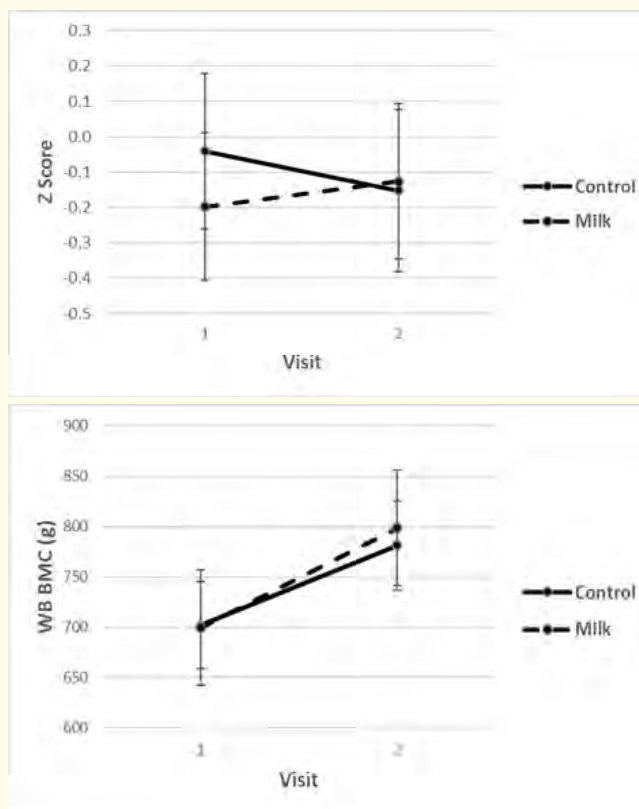 0.3
0.2
0.1
0.0
-0.1
-0.2
-0.3
-0.4
-0.5
Z Score
1 2
Visit
Control
Milk
900
850
800
750
700
650
600
WB BMC (g)
1 2
Visit
Control
Milk